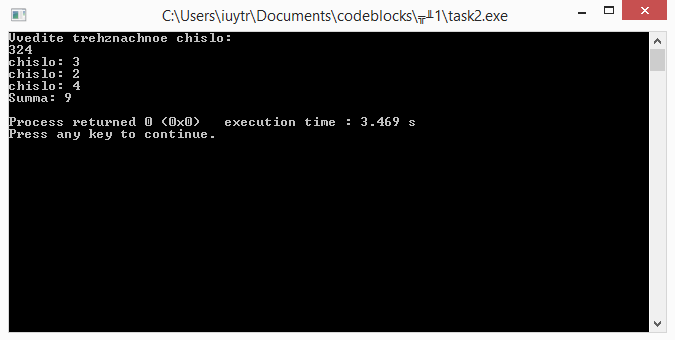 C:\Users\iuytr\Documents\codeblocks\╦╨1\task2.exe
Vvedite trehznachnoe chislo:
324
chislo: 3
chislo: 2
chislo: 4
Summa: 9
Process returned 0 (0x0)   execution time : 3.469 s
Press any key to continue.